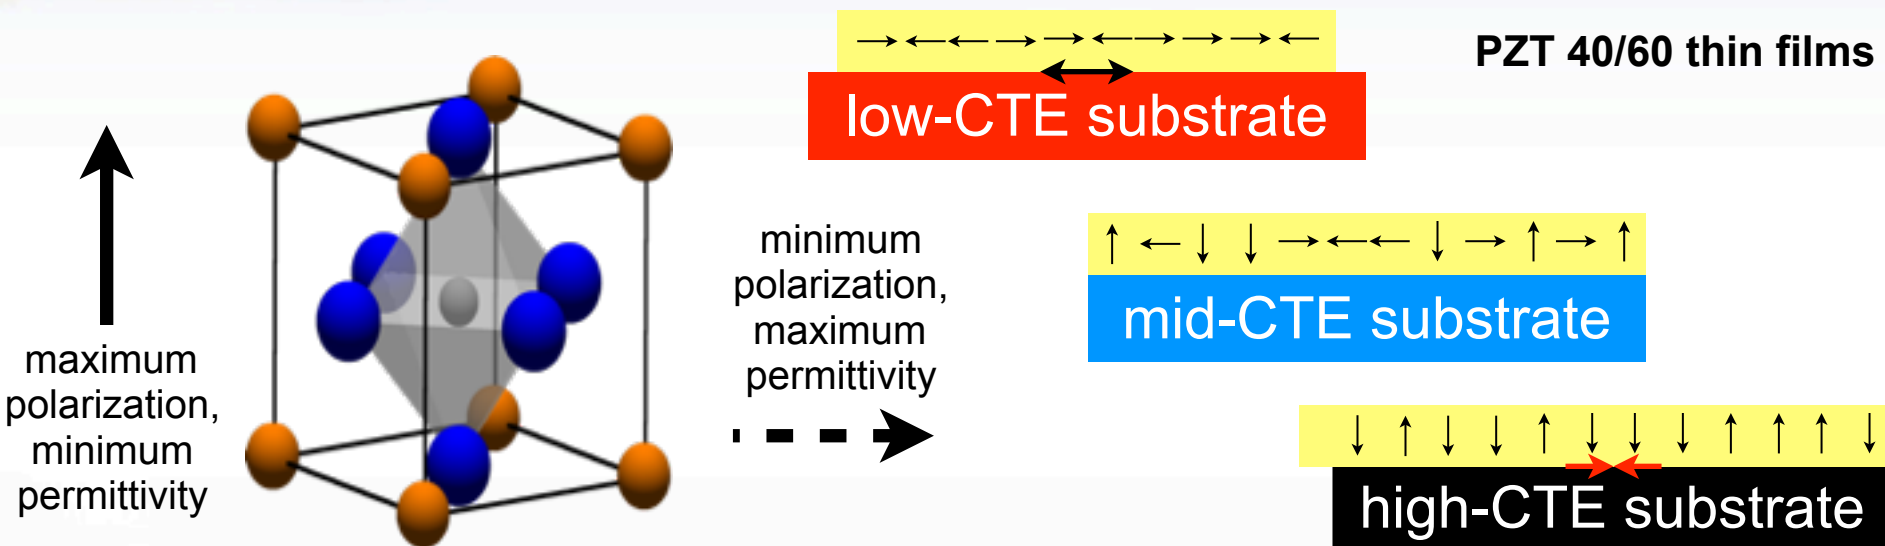 PZT 40/60 thin films
low-CTE substrate
maximum
polarization,
minimum
permittivity
minimum
polarization,
maximum
permittivity
mid-CTE substrate
high-CTE substrate